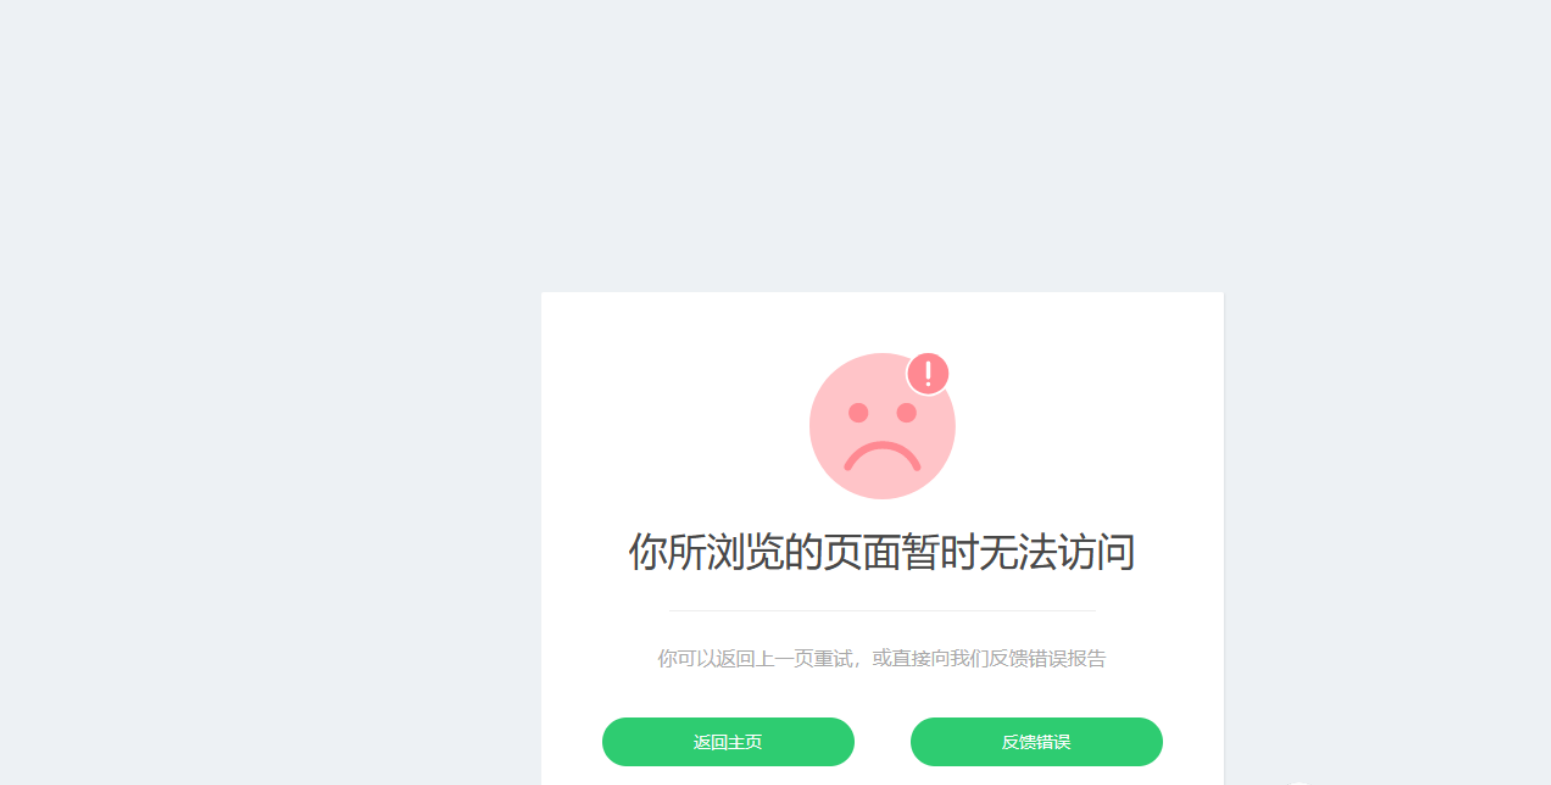 你所浏览的页面暂时无法访问
你可以返回上一页重试，或直接向我们反馈错误报告
返回主页
反馈错误